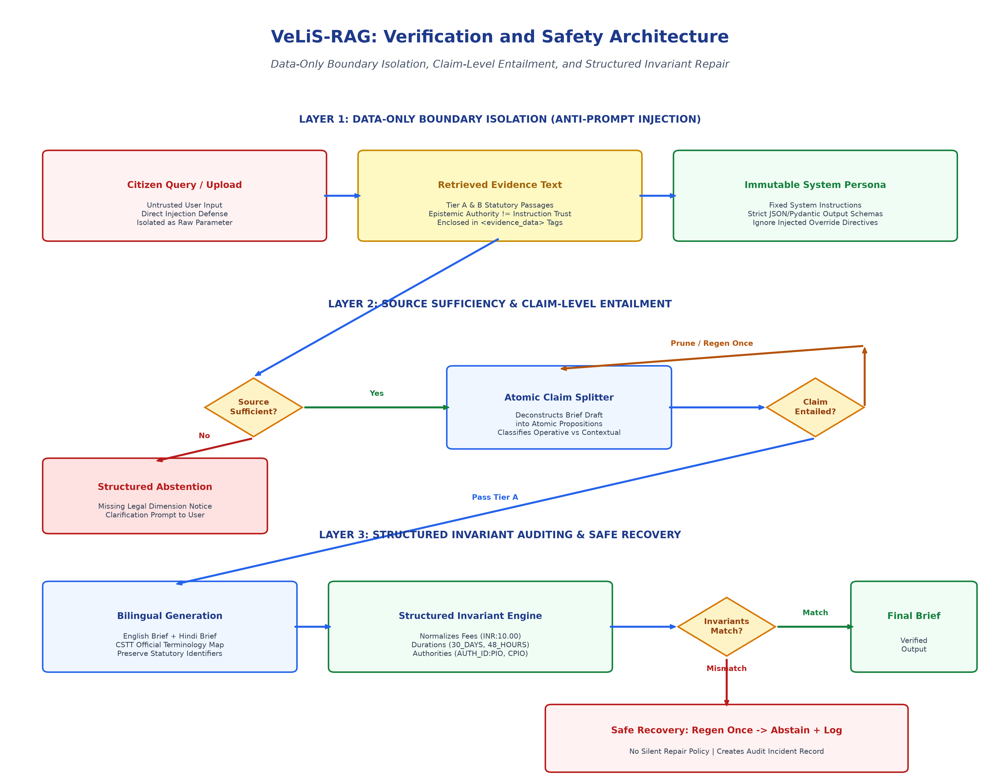 VeLiS-RAG: Verification and Safety Architecture
Data-Only Boundary Isolation, Claim-Level Entailment, and Structured Invariant Repair
LAYER 1: DATA-ONLY BOUNDARY ISOLATION (ANTI-PROMPT INJECTION)
Citizen Query / Upload
Untrusted User Input
Direct Injection Defense
Isolated as Raw Parameter
Retrieved Evidence Text
Tier A & B Statutory Passages
Epistemic Authority != Instruction Trust
Enclosed in <evidence_data> Tags
Immutable System Persona
Fixed System Instructions
Strict JSON/Pydantic Output Schemas
Ignore Injected Override Directives
LAYER 2: SOURCE SUFFICIENCY & CLAIM-LEVEL ENTAILMENT
Prune / Regen Once
Source
Sufficient?
Yes
No
Atomic Claim Splitter
Deconstructs Brief Draft
into Atomic Propositions
Classifies Operative vs Contextual
Claim
Entailed?
Structured Abstention
Missing Legal Dimension Notice
Clarification Prompt to User
Pass Tier A
LAYER 3: STRUCTURED INVARIANT AUDITING & SAFE RECOVERY
Bilingual Generation
English Brief + Hindi Brief
CSTT Official Terminology Map
Preserve Statutory Identifiers
Structured Invariant Engine
Normalizes Fees (INR:10.00)
Durations (30_DAYS, 48_HOURS)
Authorities (AUTH_ID:PIO, CPIO)
Invariants
Match?
Match
Mismatch
Final Brief
Verified
Output
Safe Recovery: Regen Once -> Abstain + Log
No Silent Repair Policy | Creates Audit Incident Record